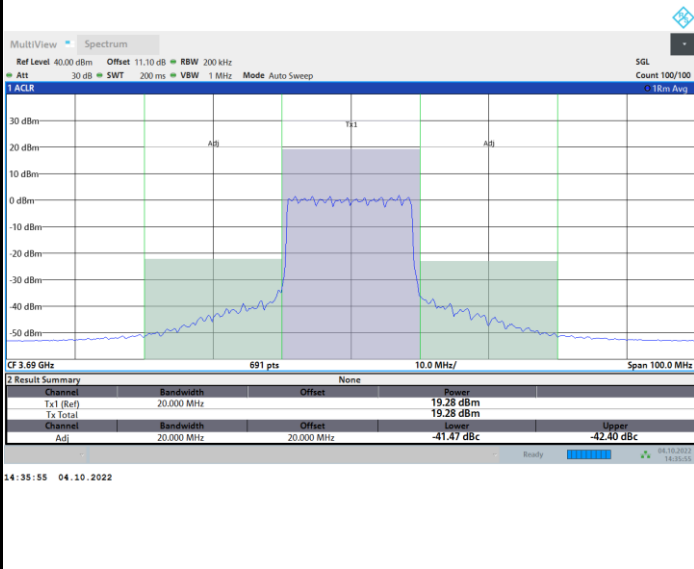 MultiView Spectrum
Ref Level 40.00 dBm Offset 11.10 dB RBW 200 kHz SGL
Att 30 dB SWT 200 ms VBW 1 MHz Mode Auto Sweep Count 100/100
1 ACLR 1Rm Avg
30 dBm
Tx1
20 dBm Adj Adj
10 dBm
0 dBm
-10 dBm
-20 dBm
-30 dBm
-40 dBm
-50 dBm
CF 3.69 GHz 691 pts 10.0 MHz/ Span 100.0 MHz
2 Result Summary None
Channel Bandwidth Offset Power
Tx1 (Ref) 20.000 MHz 19.28 dBm
Tx Total 19.28 dBm
Channel Bandwidth Offset Lower Upper
Adj 20.000 MHz 20.000 MHz -41.47 dBc -42.40 dBc
Ready 04.10.2022
14:35:55
14:35:55 04.10.2022